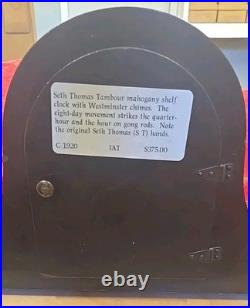 Seth Thomas Tambour mahogany shelf
clock with Westminster chimes. The
eight-day movement strikes the quarter-
hour and the hour on gong rods. Note
the original Seth Thomas (S T) hands.
C 1920 1AT $375.00